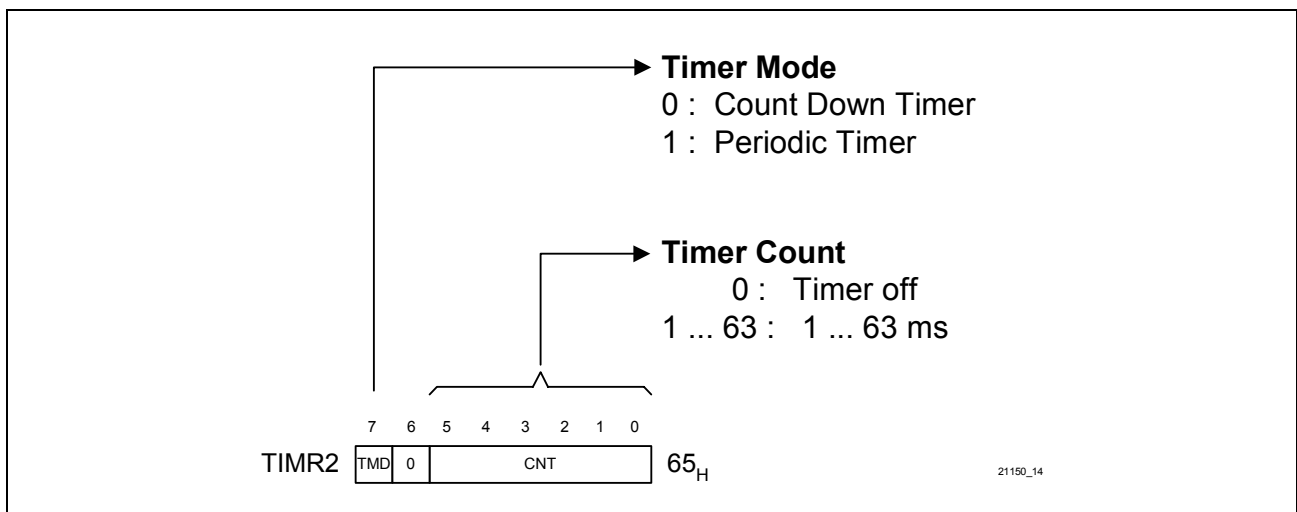 Timer Mode
0 : Count Down Timer
1 : Periodic Timer
Timer Count
0 : Timer off
1 ... 63 : 1 ... 63 ms
7 6 5 4 3 2 1 0
TIMR2 TMD 0 CNT 65H
21150_14